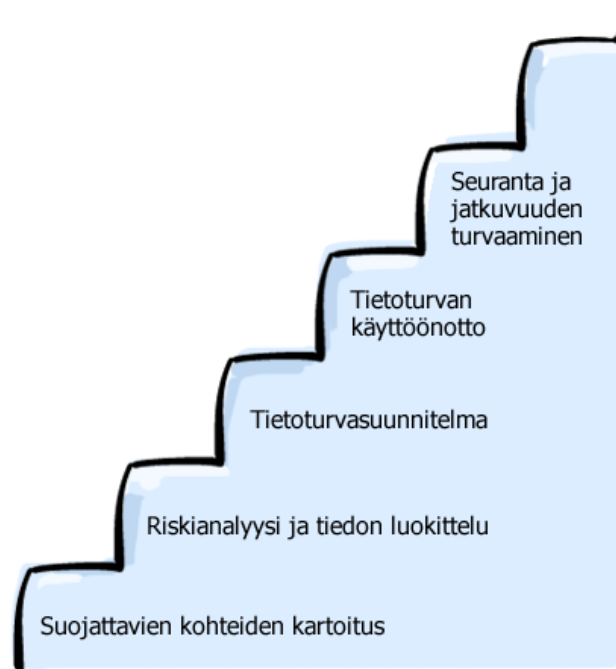 Seuranta ja
jatkuvuuden
turvaaminen
Tietoturvan
käyttöönotto
Tietoturvasuunnitelma
Riskianalyysi ja tiedon luokittelu
Suojattavien kohteiden kartoitus